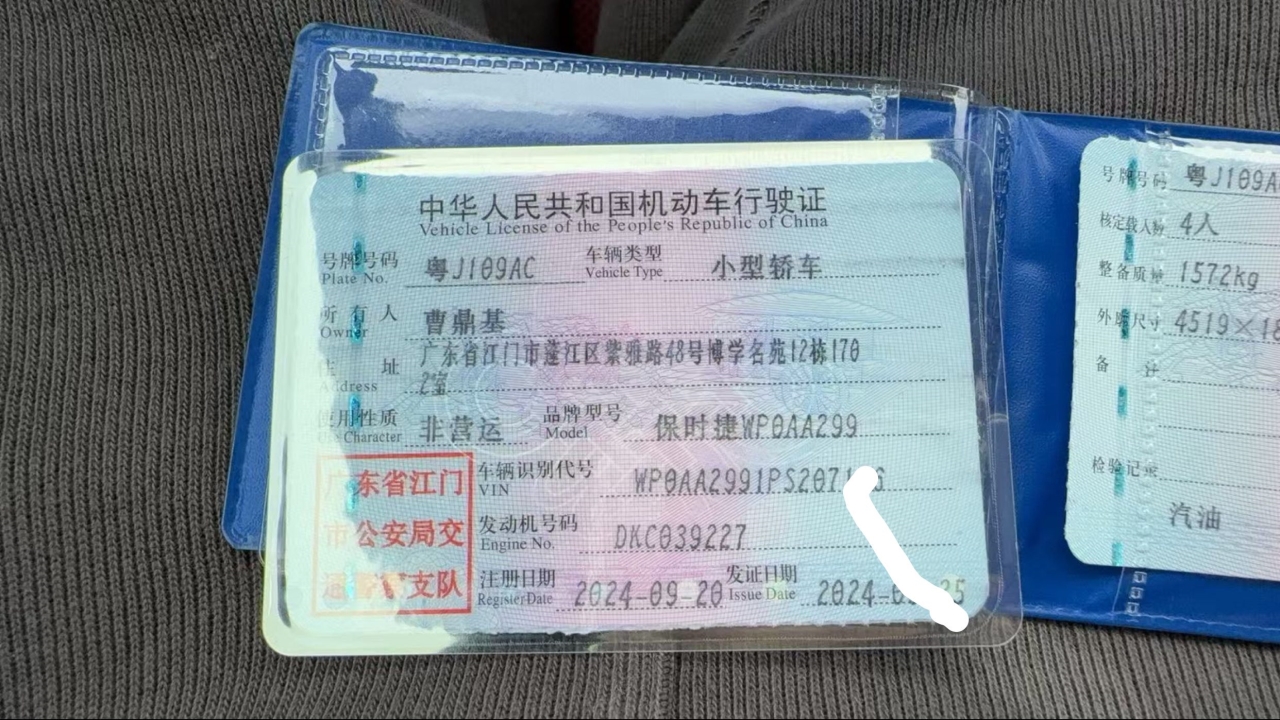 中华人民共和国机动车行驶证
Vehicle License of the People's Republic of China
号牌号码 粤J109AC 车辆类型 小型轿车
Plate No. Vehicle Type
所有人 曹鼎基
Owner
住址 广东省江门市蓬江区紫雅路48号博学名苑12栋170
Address 2室
使用性质 非营运 品牌型号 保时捷WP0AA299
Use Character Model
广东省江门
市公安局交
通警察支队
车辆识别代号 WP0AA2991PS2071
VIN
发动机号码 DKC039227
Engine No.
注册日期 2024-09-20 发证日期 2024-0
Register Date Issue Date
号牌号码 粤J109A
核定载人数 4人
整备质量 1572kg
外廓尺寸 4519×18
备注
检验记录
汽油